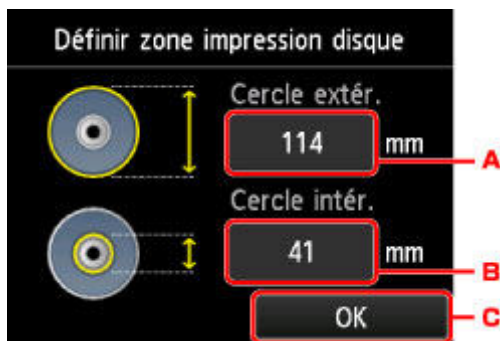 Définir zone impression disque
Cercle extér.
114 mm
A
Cercle intér.
41 mm
B
OK
C